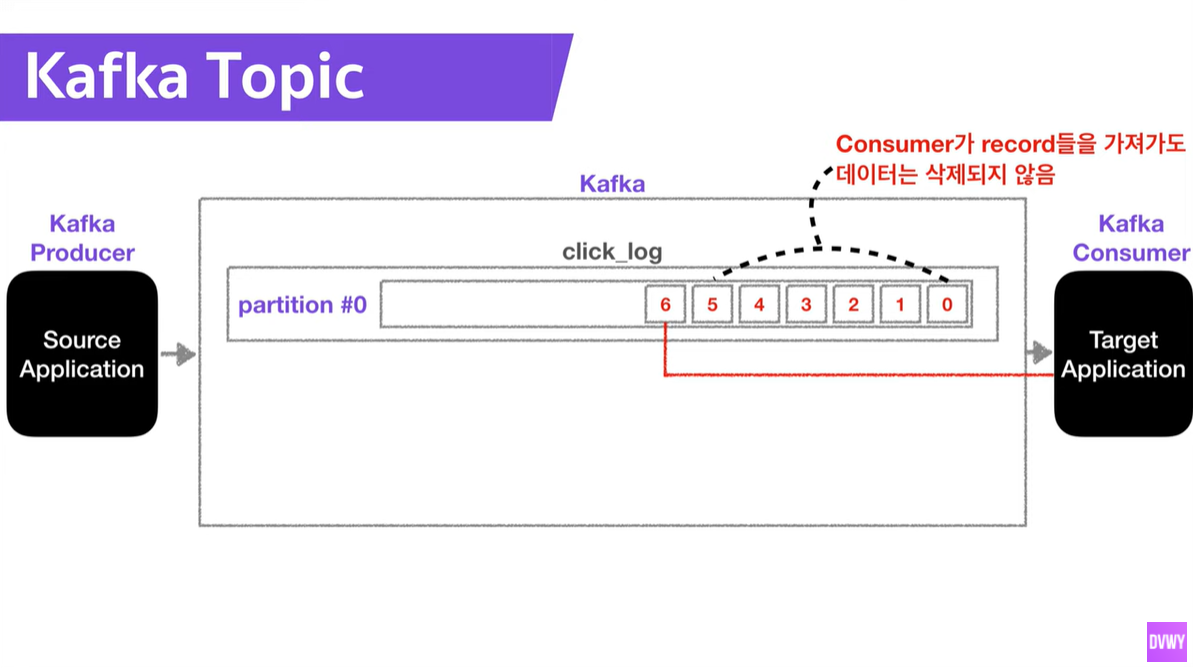 Kafka Topic
Consumer가 record들을 가져가도
데이터는 삭제되지 않음
Kafka
Kafka
Producer
Kafka
Consumer
click_log
partition #0
6 5 4 3 2 1 0
Source
Application
Target
Application
DVWY